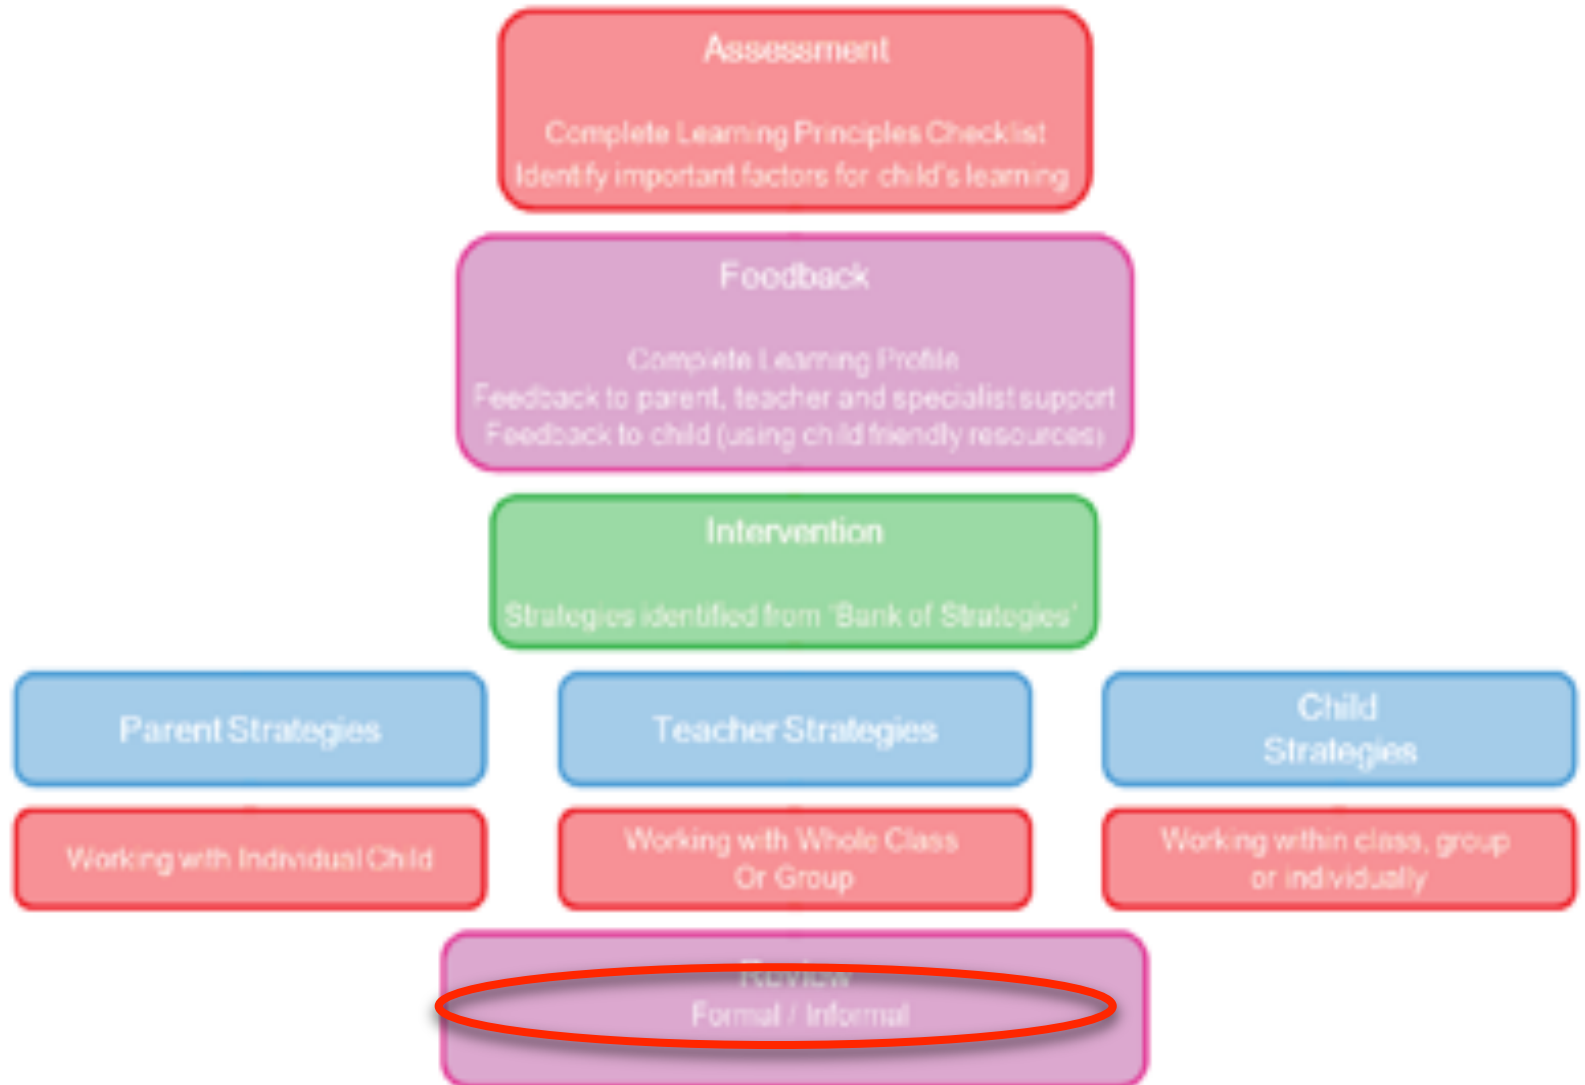 Assessment
Complete Learning Principles Checklist
Identify important factors for child's learning
Feedback
Complete Learning Profile
Feedback to parent, teacher and specialist support
Feedback to child (using child friendly resources)
Intervention
Strategies identified from 'Bank of Strategies'
Parent Strategies
Teacher Strategies
Child
Strategies
Working with Individual Child
Working with Whole Class
Or Group
Working within class, group
or individually
Review
Formal / Informal